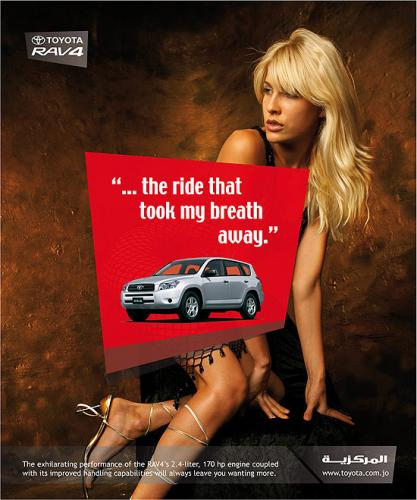 TOYOTA
RAV4
“... the ride that
took my breath
away.”
The exhilarating performance of the RAV4's 2.4-liter, 170 hp engine coupled
with its improved handling capabilities will always leave you wanting more.
المركزية
www.toyota.com.jo